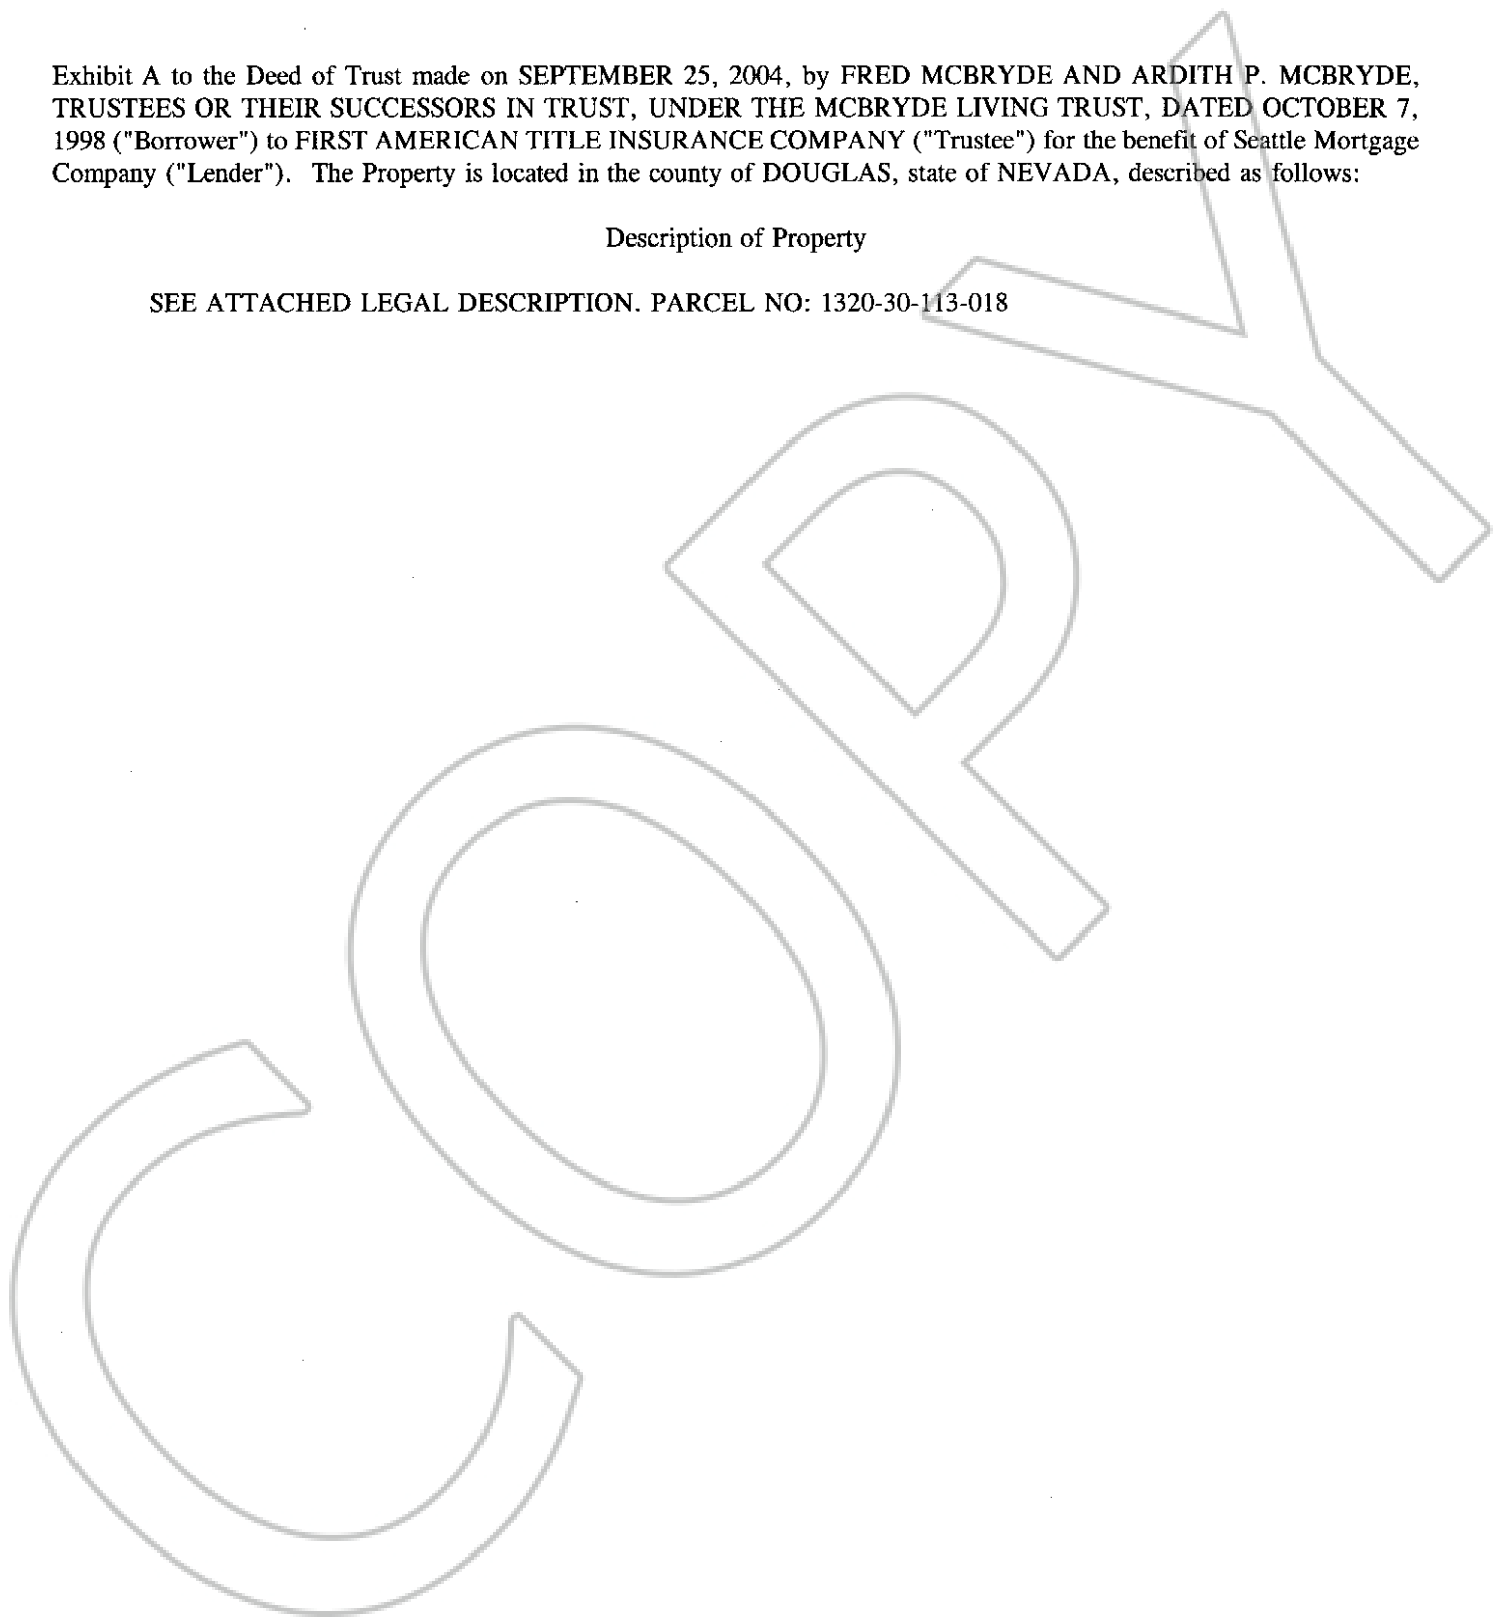 Exhibit A to the Deed of Trust made on SEPTEMBER 25, 2004, by FRED MCBRYDE AND ARDITH P. MCBRYDE,
TRUSTEES OR THEIR SUCCESSORS IN TRUST, UNDER THE MCBRYDE LIVING TRUST, DATED OCTOBER 7,
1998 ("Borrower") to FIRST AMERICAN TITLE INSURANCE COMPANY ("Trustee") for the benefit of Seattle Mortgage
Company ("Lender"). The Property is located in the county of DOUGLAS, state of NEVADA, described as follows:
Description of Property
SEE ATTACHED LEGAL DESCRIPTION. PARCEL NO: 1320-30-113-018
COPY